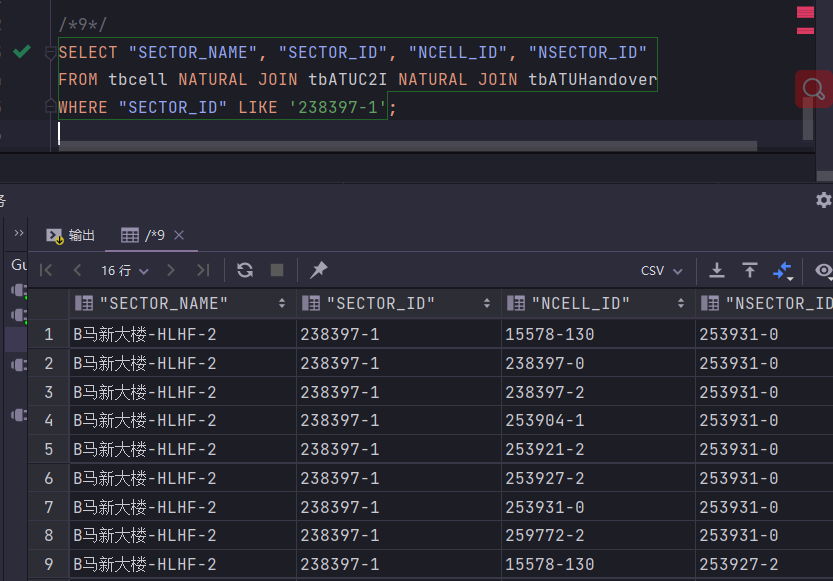 /*9*/
SELECT "SECTOR_NAME", "SECTOR_ID", "NCELL_ID", "NSECTOR_ID"
FROM tbcell NATURAL JOIN tbATUC2I NATURAL JOIN tbATUHandover
WHERE "SECTOR_ID" LIKE '238397-1';
输出 /*9
Gu
16 行 CSV
"SECTOR_NAME" "SECTOR_ID" "NCELL_ID" "NSECTOR_ID
1 B马新大楼-HLHF-2 238397-1 15578-130 253931-0
2 B马新大楼-HLHF-2 238397-1 238397-0 253931-0
3 B马新大楼-HLHF-2 238397-1 238397-2 253931-0
4 B马新大楼-HLHF-2 238397-1 253904-1 253931-0
5 B马新大楼-HLHF-2 238397-1 253921-2 253931-0
6 B马新大楼-HLHF-2 238397-1 253927-2 253931-0
7 B马新大楼-HLHF-2 238397-1 253931-0 253931-0
8 B马新大楼-HLHF-2 238397-1 259772-2 253931-0
9 B马新大楼-HLHF-2 238397-1 15578-130 253927-2